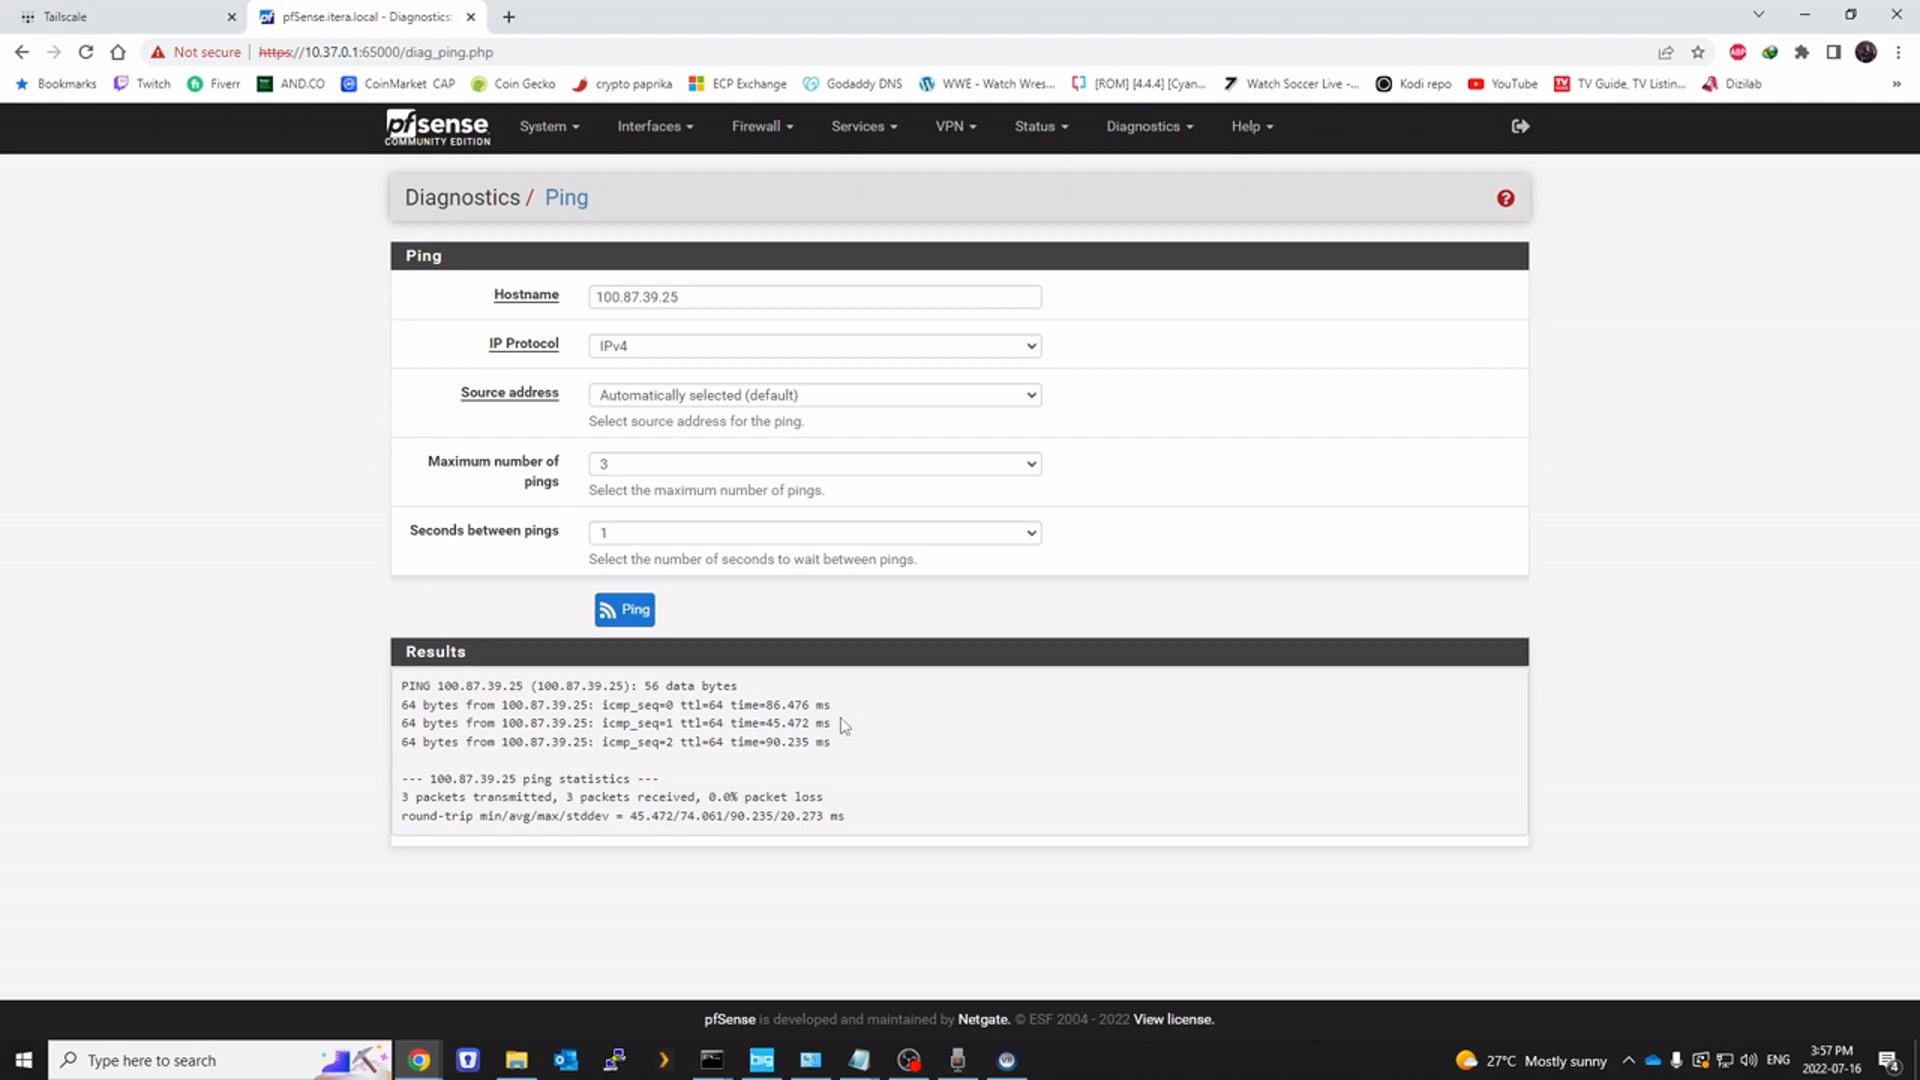 Tailscale
pfSense.itera.local - Diagnostics:
Not secure
https://10.37.0.1:65000/diag_ping.php
Bookmarks
Twitch
Fiverr
AND.CO
CoinMarket CAP
Coin Gecko
crypto paprika
ECP Exchange
Godaddy DNS
WWE - Watch Wres...
[ROM] [4.4.4] [Cyan...
Watch Soccer Live -...
Kodi repo
YouTube
TV Guide, TV Listin...
Dizilab
»
ABP
pfsense
COMMUNITY EDITION
System
Interfaces
Firewall
Services
VPN
Status
Diagnostics
Help
Diagnostics / Ping
?
Ping
Hostname
100.87.39.25
IP Protocol
IPv4
Source address
Automatically selected (default)
Select source address for the ping.
Maximum number of
pings
3
Select the maximum number of pings.
Seconds between pings
1
Select the number of seconds to wait between pings.
Ping
Results
PING 100.87.39.25 (100.87.39.25): 56 data bytes
64 bytes from 100.87.39.25: icmp_seq=0 ttl=64 time=86.476 ms
64 bytes from 100.87.39.25: icmp_seq=1 ttl=64 time=45.472 ms
64 bytes from 100.87.39.25: icmp_seq=2 ttl=64 time=90.235 ms
--- 100.87.39.25 ping statistics ---
3 packets transmitted, 3 packets received, 0.0% packet loss
round-trip min/avg/max/stddev = 45.472/74.061/90.235/20.273 ms
pfSense is developed and maintained by Netgate. © ESF 2004 - 2022 View license.
Type here to search
27°C Mostly sunny
ENG
3:57 PM
2022-07-16
4